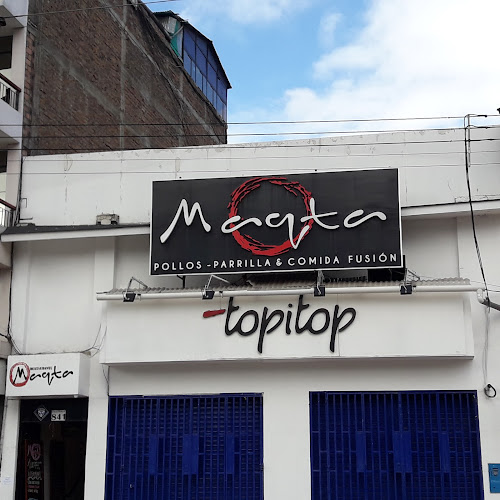 Maqta
POLLOS - PARRILLA & COMIDA FUSIÓN
topitop
Maqta